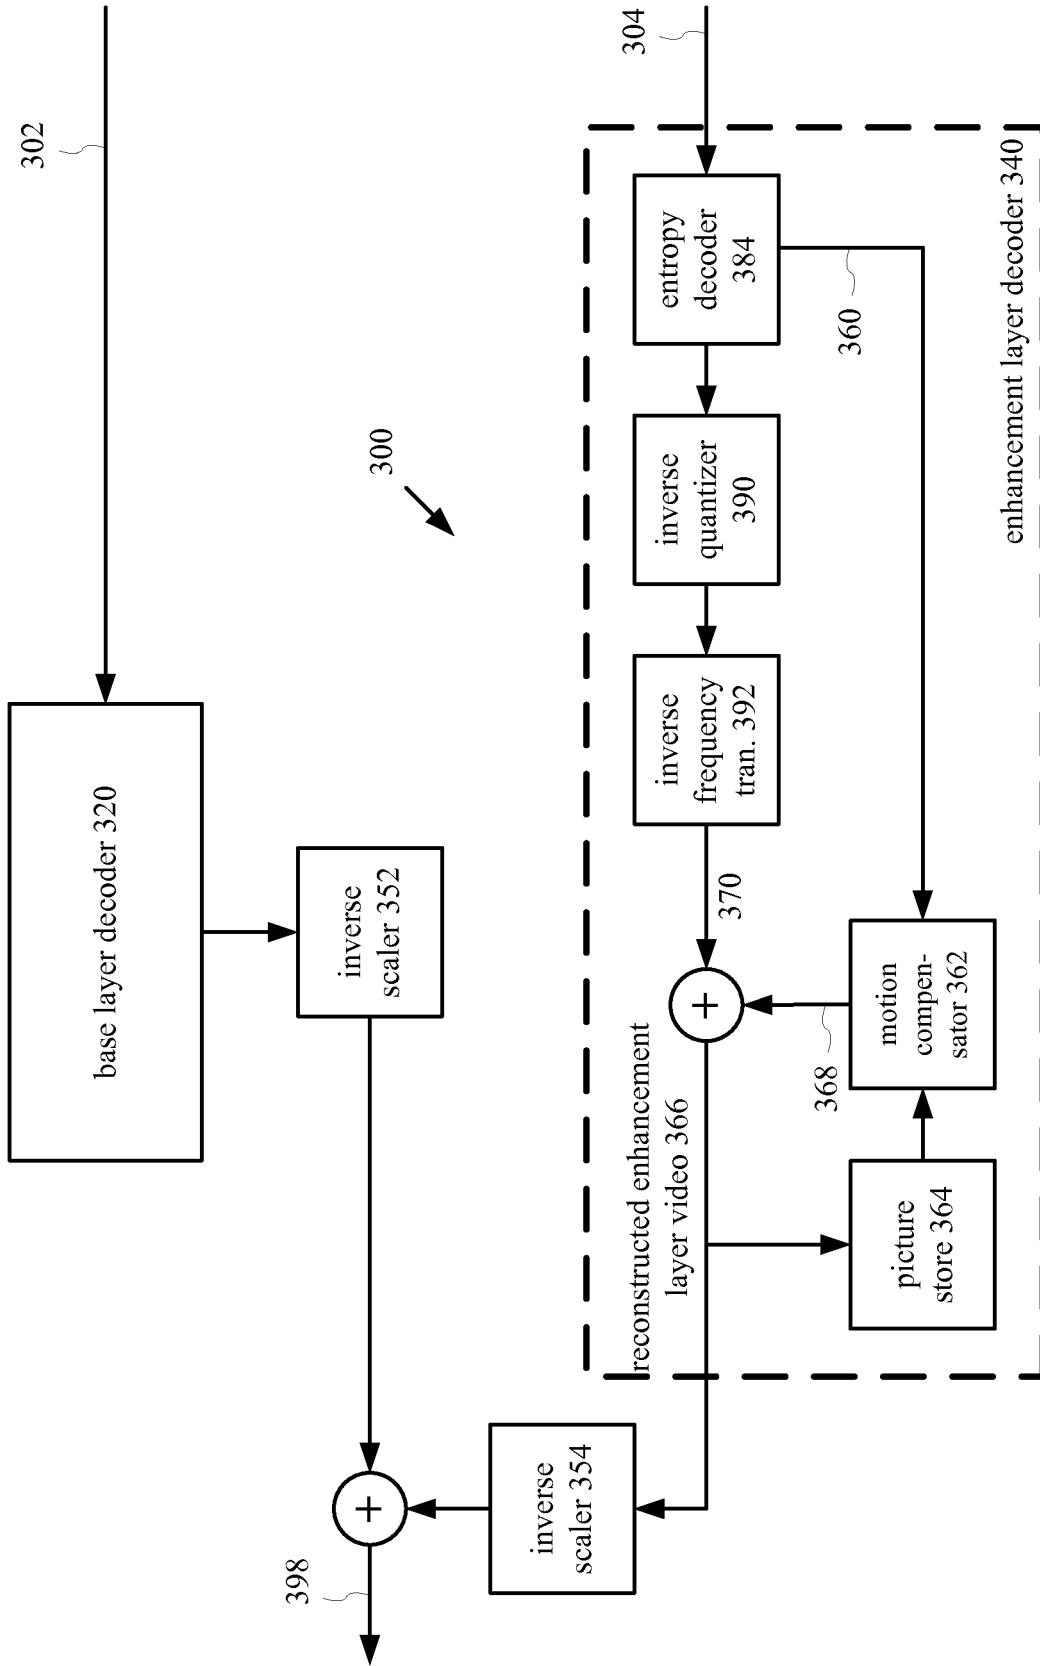 302
base layer decoder 320
inverse
scaler 352
300
398
inverse
scaler 354
304
enhancement layer decoder 340
entropy
decoder
384
360
inverse
quantizer
390
inverse
frequency
tran. 392
370
+
+
reconstructed enhancement
layer video 366
368
motion
compen-
sator 362
picture
store 364